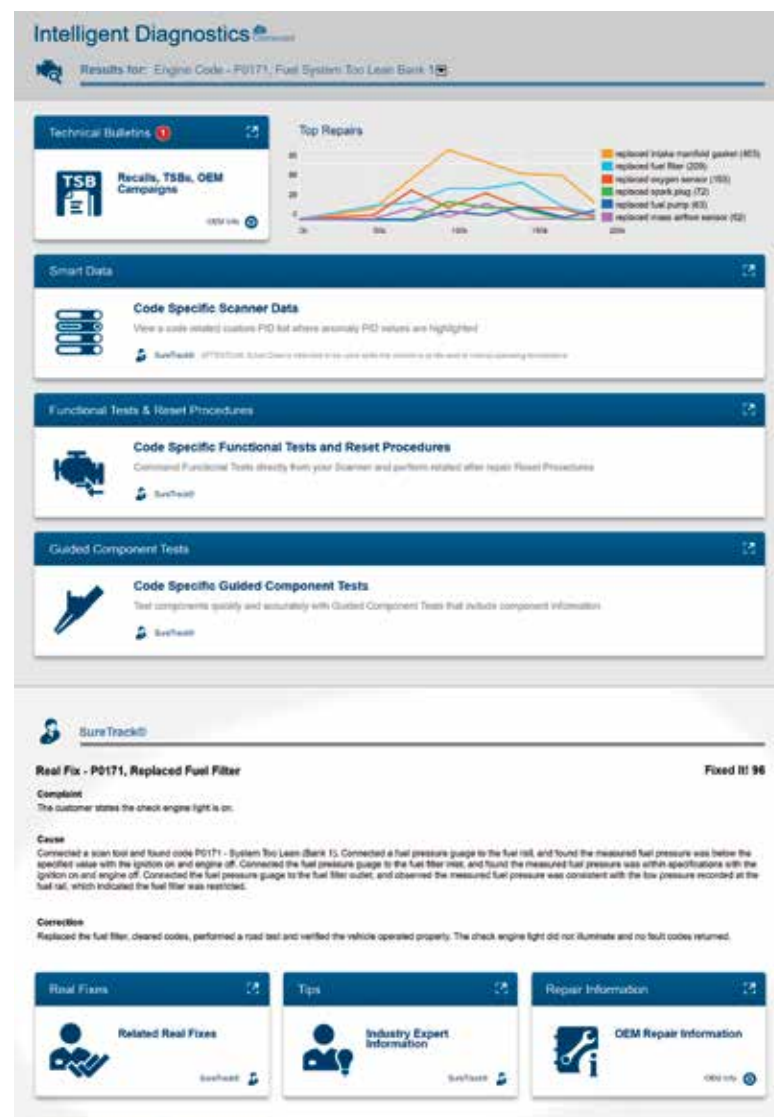 Intelligent Diagnostics
Results for: Engine Code - P0171, Fuel System Too Lean Bank 1
Technical Bulletins 1
TSB
Recalls, TSBs, OEM
Campaigns
OEM Info
Top Repairs
replaced intake manifold gasket
replaced fuel filter (209)
replaced oxygen sensor
replaced spark plug (72)
replaced fuel pump (63)
replaced mass airflow sensor (52)
0k 50k 100k 150k 200k
Smart Data
Code Specific Scanner Data
View a code related custom PID list where anomaly PID values are highlighted
SureTrack®
Functional Tests & Reset Procedures
Code Specific Functional Tests and Reset Procedures
Command Functional Tests directly from your Scanner and perform related after repair Reset Procedures
SureTrack®
Guided Component Tests
Code Specific Guided Component Tests
Test components quickly and accurately with Guided Component Tests that include component information
SureTrack®
SureTrack®
Real Fix - P0171, Replaced Fuel Filter
Fixed It! 96
Complaint
The customer states the check engine light is on.
Cause
Connected a scan tool and found code P0171 - System Too Lean (Bank 1). Connected a fuel pressure guage to the fuel rail, and found the measured fuel pressure was below the
specified value with the ignition on and engine off. Connected the fuel pressure guage to the fuel filter inlet, and found the measured fuel pressure was within specifications with the
ignition on and engine off. Connected the fuel pressure guage to the fuel filter outlet, and observed the measured fuel pressure was consistent with the low pressure recorded at the
fuel rail, which indicated the fuel filter was restricted.
Correction
Replaced the fuel filter, cleared codes, performed a road test and verified the vehicle operated properly. The check engine light did not illuminate and no fault codes returned.
Real Fixes
Related Real Fixes
SureTrack®
Tips
Industry Expert
Information
SureTrack®
Repair Information
OEM Repair Information
OEM Info